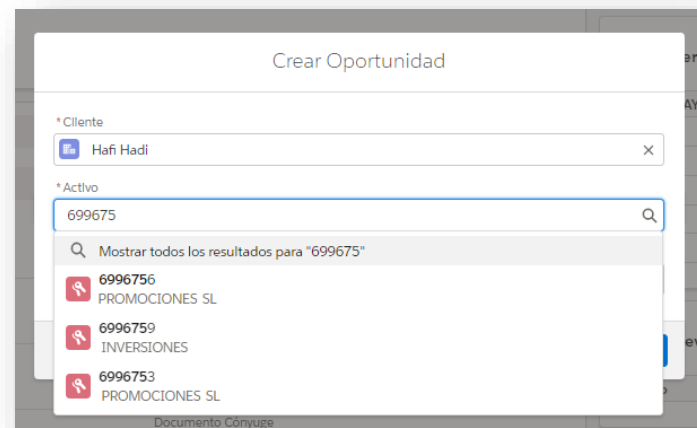 Crear Oportunidad
*Cliente
Hafi Hadi
*Activo
699675
Mostrar todos los resultados para "699675"
6996756
PROMOCIONES SL
6996759
INVERSIONES
6996753
PROMOCIONES SL
Documento Cónyuge